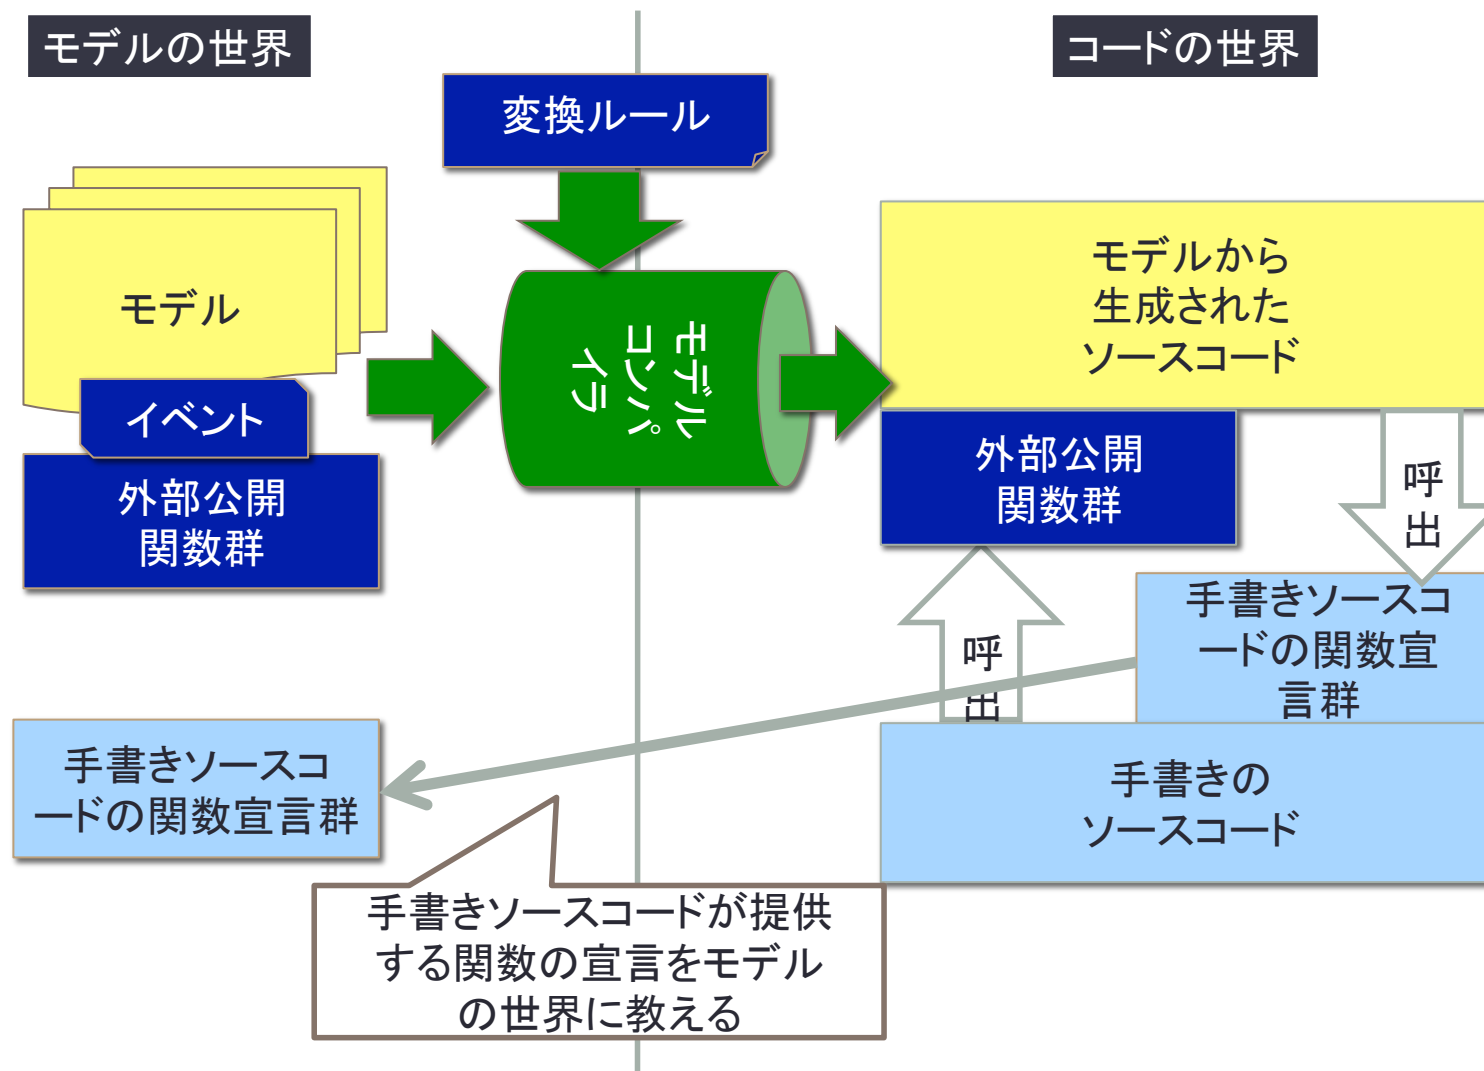 モデルの世界
コードの世界
変換ルール
モデル
イベント
外部公開
関数群
モデル
コンパ
イラ
モデルから
生成された
ソースコード
外部公開
関数群
呼
出
呼
出
手書きソースコ
ードの関数宣
言群
手書きの
ソースコード
手書きソースコ
ードの関数宣言群
手書きソースコードが提供
する関数の宣言をモデル
の世界に教える